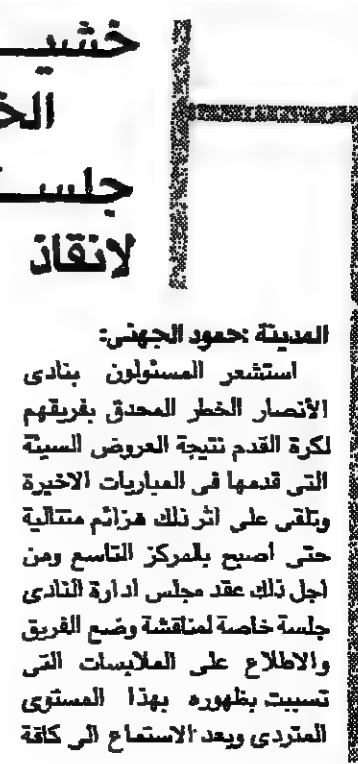 خشيـ
الخ
جلسـ
لانقاذ
المدينة :حمود الجهني:
استشعر المسئولون بنادى
الأنصار الخطر المحدق بفريقهم
لكرة القدم نتيجة العروض السيئة
التى قدمها فى المباريات الاخيرة
وتلقى على اثر ذلك هزائم متتالية
حتى أصبح بالمركز التاسع ومن
اجل ذلك عقد مجلس ادارة النادى
جلسة خاصة لمناقشة وضع الفريق
والاطلاع على الملابسات التى
تسببت بظهوره بهذا المستوى
المتردى وبعد الاستماع الى كافة